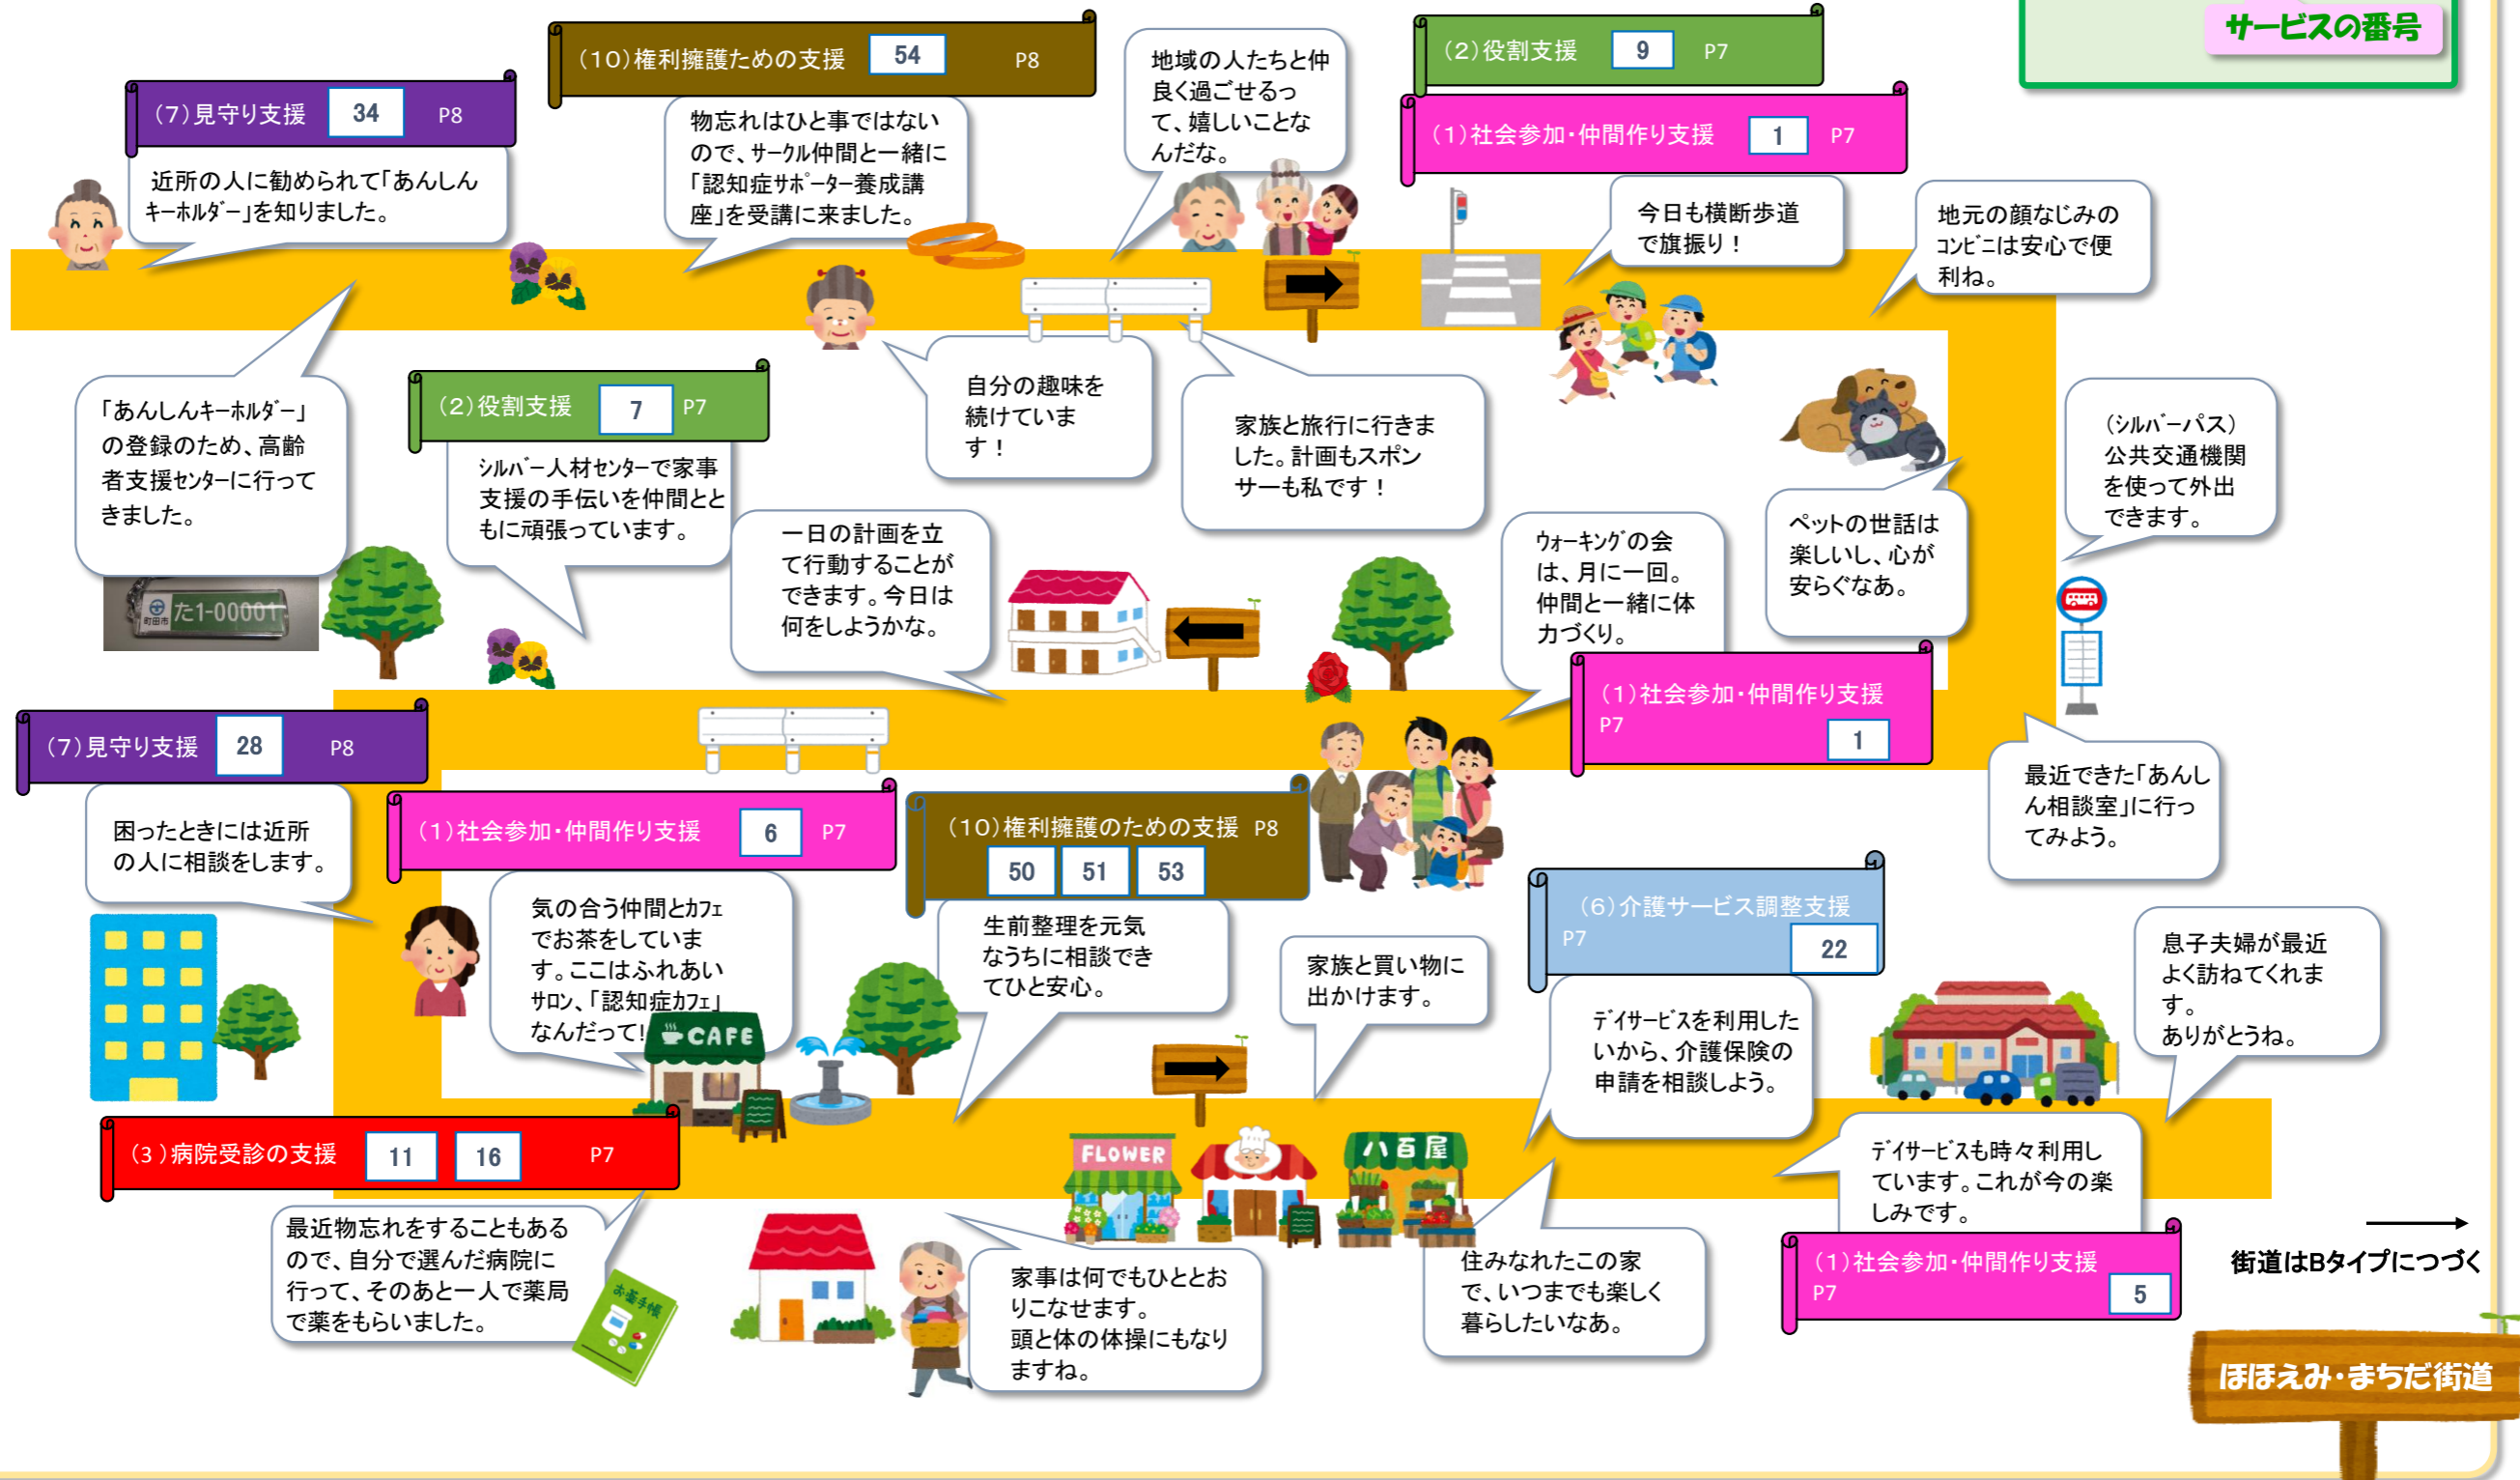 サービスの番号
(10)権利擁護ための支援 54 P8
(2)役割支援 9 P7
(7)見守り支援 34 P8
(1)社会参加・仲間作り支援 1 P7
地域の人たちと仲
良く過ごせるっ
て、嬉しいことな
んだな。
物忘れはひと事ではない
ので、サークル仲間と一緒に
「認知症サポーター養成講
座」を受講に来ました。
近所の人に勧められて「あんしん
キーホルダー」を知りました。
今日も横断歩道
で旗振り!
地元の顔なじみの
コンビニは安心で便
利ね。
「あんしんキーホルダー」
の登録のため、高齢
者支援センターに行って
きました。
(2)役割支援 7 P7
シルバー人材センターで家事
支援の手伝いを仲間とと
もに頑張っています。
自分の趣味を
続けていま
す!
家族と旅行に行きま
した。計画もスポン
サーも私です!
(シルバーパス)
公共交通機関
を使って外出
できます。
一日の計画を立
て行動することが
できます。今日は
何をしようかな。
ウォーキングの会
は、月に一回。
仲間と一緒に体
力づくり。
ペットの世話は
楽しいし、心が
安らぐなあ。
町田市 た1-00001
(1)社会参加・仲間作り支援
P7 1
(7)見守り支援 28 P8
困ったときには近所
の人に相談をします。
最近できた「あんし
ん相談室」に行っ
てみよう。
(1)社会参加・仲間作り支援 6 P7
気の合う仲間とカフェ
でお茶をしていま
す。ここはふれあい
サロン、「認知症カフェ」
なんだって!
CAFE
(10)権利擁護のための支援 P8
50 51 53
生前整理を元気
なうちに相談でき
てひと安心。
家族と買い物に
出かけます。
(6)介護サービス調整支援
P7 22
デイサービスを利用した
いから、介護保険の
申請を相談しよう。
息子夫婦が最近
よく訪ねてくれま
す。
ありがとうね。
(3)病院受診の支援 11 16 P7
最近物忘れをすることもある
ので、自分で選んだ病院に
行って、そのあと一人で薬局
で薬をもらいました。
お薬手帳
FLOWER
八百屋
家事は何でもひととお
りこなせます。
頭と体の体操にもなり
ますね。
住みなれたこの家
で、いつまでも楽しく
暮らしたいなあ。
デイサービスも時々利用し
ています。これが今の楽
しみです。
(1)社会参加・仲間作り支援
P7 5
街道はBタイプにつづく
ほほえみ・まちだ街道